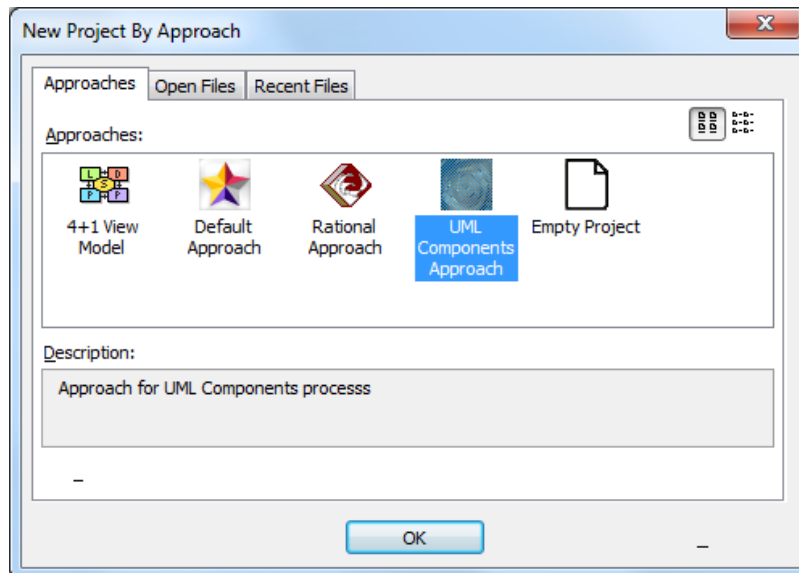 New Project By Approach
Approaches
Open Files
Recent Files
Approaches:
L D
S
P P
4+1 View
Model
Default
Approach
Rational
Approach
UML
Components
Approach
Empty Project
Description:
Approach for UML Components processs
OK